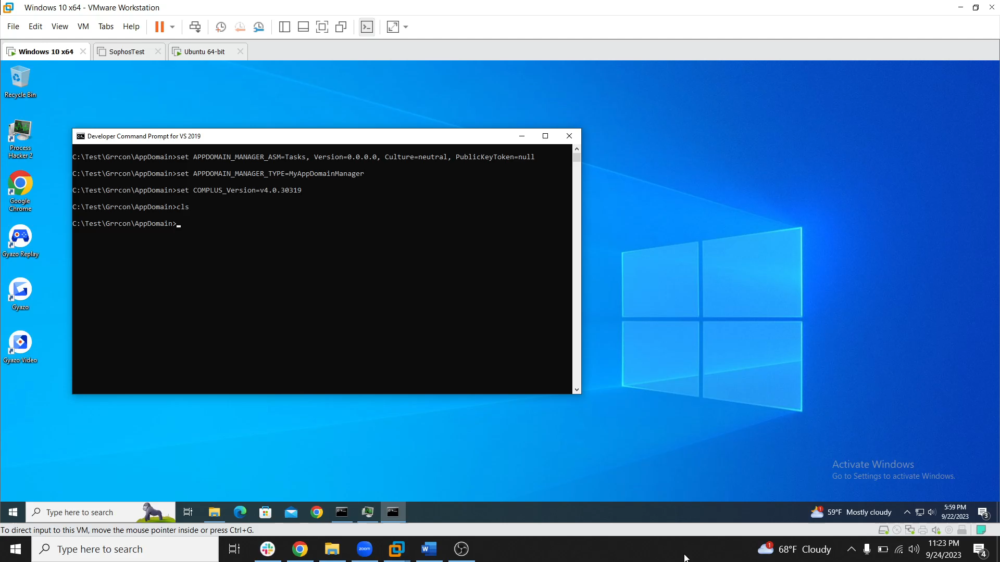 Windows 10 x64 - VMware Workstation
File Edit View VM Tabs Help
Windows 10 x64 SophosTest Ubuntu 64-bit
Recycle Bin
Process
Hacker 2
Google
Chrome
Gyazo Replay
Gyazo
Gyazo Video
Developer Command Prompt for VS 2019
C:\Test\Grrcon\AppDomain>set APPDOMAIN_MANAGER_ASM=Tasks, Version=0.0.0.0, Culture=neutral, PublicKeyToken=null
C:\Test\Grrcon\AppDomain>set APPDOMAIN_MANAGER_TYPE=MyAppDomainManager
C:\Test\Grrcon\AppDomain>set COMPLUS_Version=v4.0.30319
C:\Test\Grrcon\AppDomain>cls
C:\Test\Grrcon\AppDomain>
Activate Windows
Go to Settings to activate Windows.
Type here to search
1
59°F Mostly cloudy
5:59 PM
9/22/2023
3
To direct input to this VM, move the mouse pointer inside or press Ctrl+G.
Type here to search
zoom
W
1
68°F Cloudy
11:23 PM
9/24/2023
4